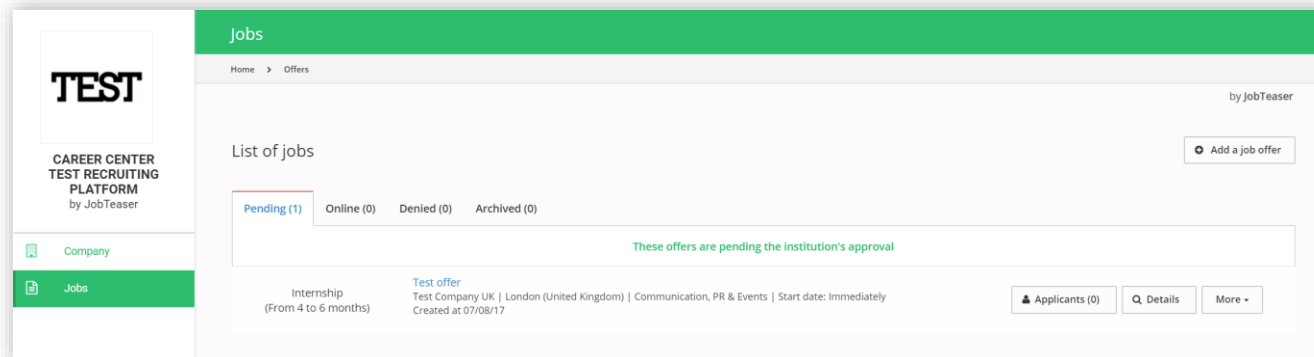 Jobs
TEST
Home > Offers
by JobTeaser
CAREER CENTER
TEST RECRUITING
PLATFORM
by JobTeaser
List of jobs
Add a job offer
Pending (1) Online (0) Denied (0) Archived (0)
These offers are pending the institution's approval
Company
Jobs
Internship
(From 4 to 6 months)
Test offer
Test Company UK | London (United Kingdom) | Communication, PR & Events | Start date: Immediately
Created at 07/08/17
Applicants (0) Details More